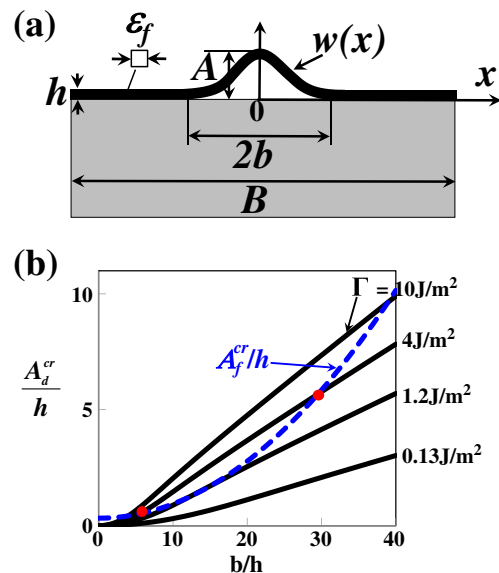 (a)
ε_f
A
w(x)
h
x
0
2b
B
(b)
10
Γ = 10J/m²
4J/m²
A_f^{cr}/h
A_d^{cr}
h
5
1.2J/m²
0.13J/m²
0
0 10 20 30 40
b/h